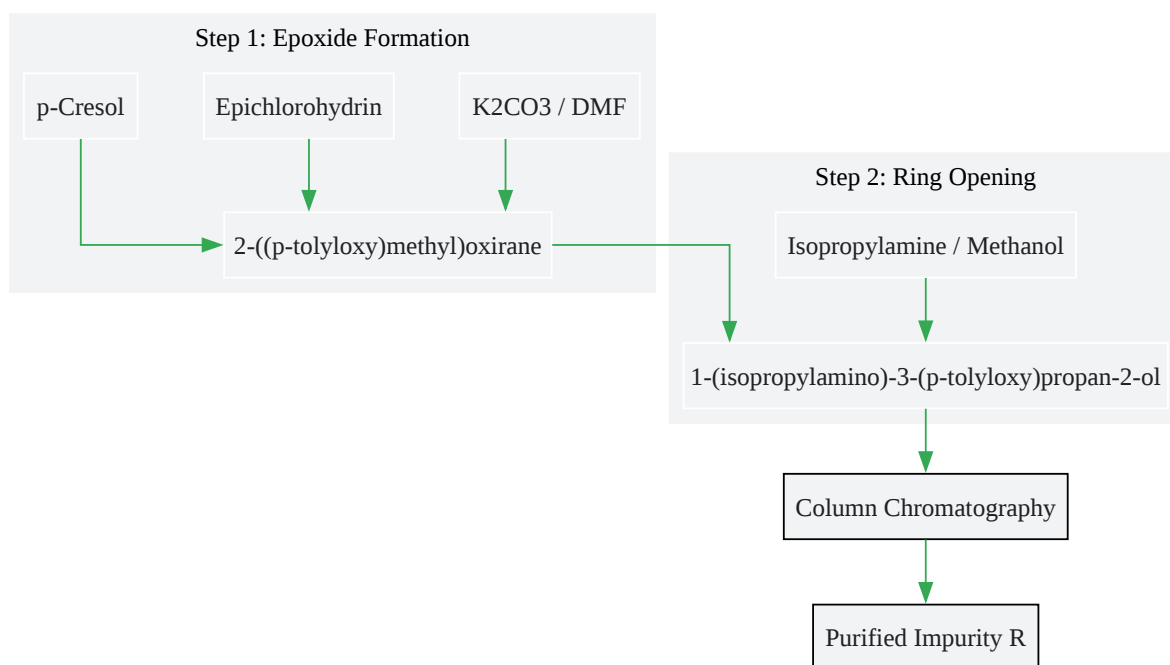 Step 1: Epoxide Formation
p-Cresol
Epichlorohydrin
K2CO3 / DMF
2-((p-tolyloxy)methyl)oxirane
Step 2: Ring Opening
Isopropylamine / Methanol
1-(isopropylamino)-3-(p-tolyloxy)propan-2-ol
Column Chromatography
Purified Impurity R